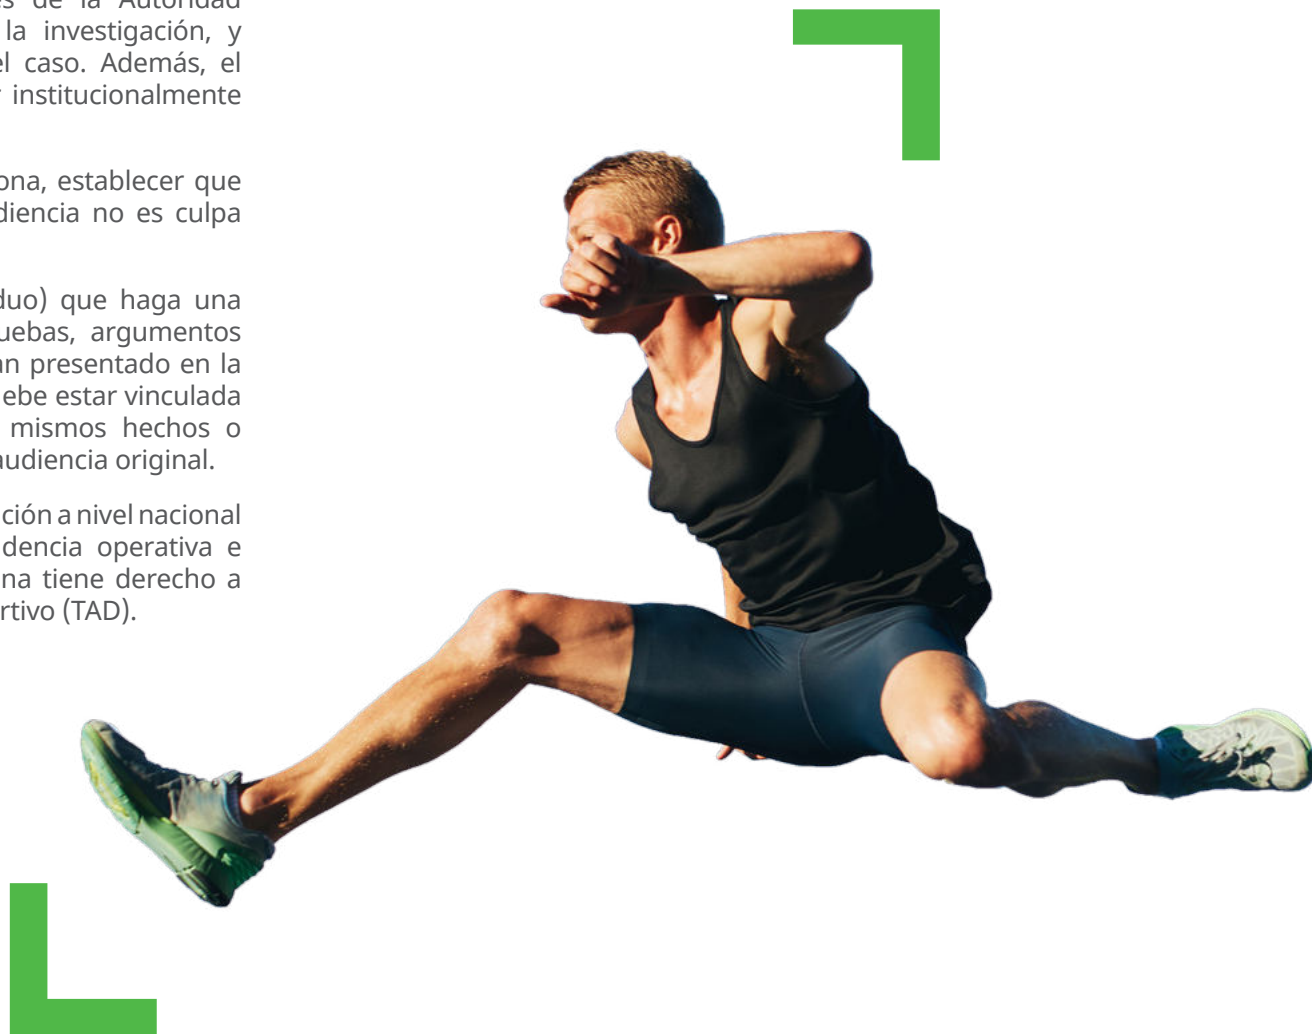 es de la Autoridad
la investigación, y
el caso. Además, el
r institucionalmente
ona, establecer que
diencia no es culpa
duo) que haga una
uebas, argumentos
an presentado en la
ebe estar vinculada
mismos hechos o
audiencia original.
ción a nivel nacional
dencia operativa e
na tiene derecho a
rtivo (TAD).